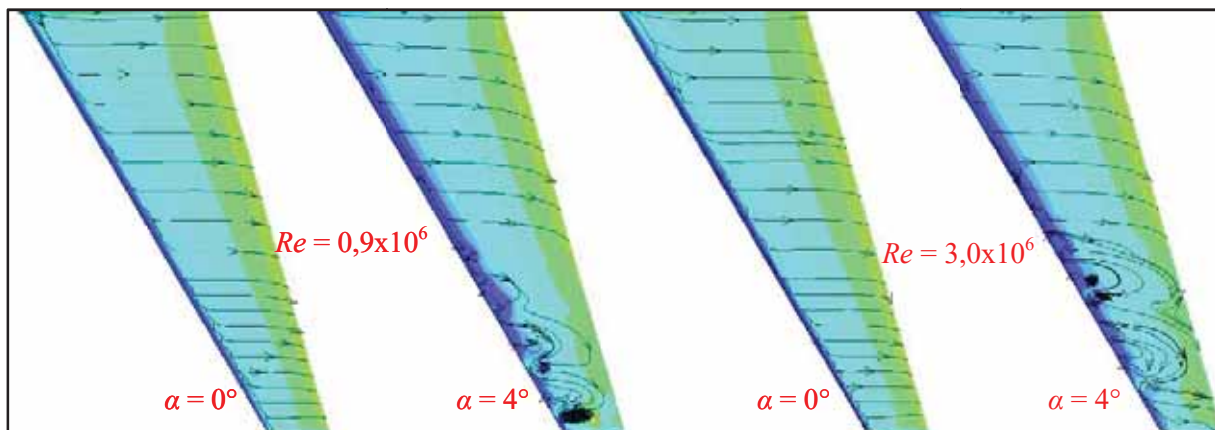 Re = 0,9x10⁶
Re = 3,0x10⁶
α = 0°
α = 4°
α = 0°
α = 4°